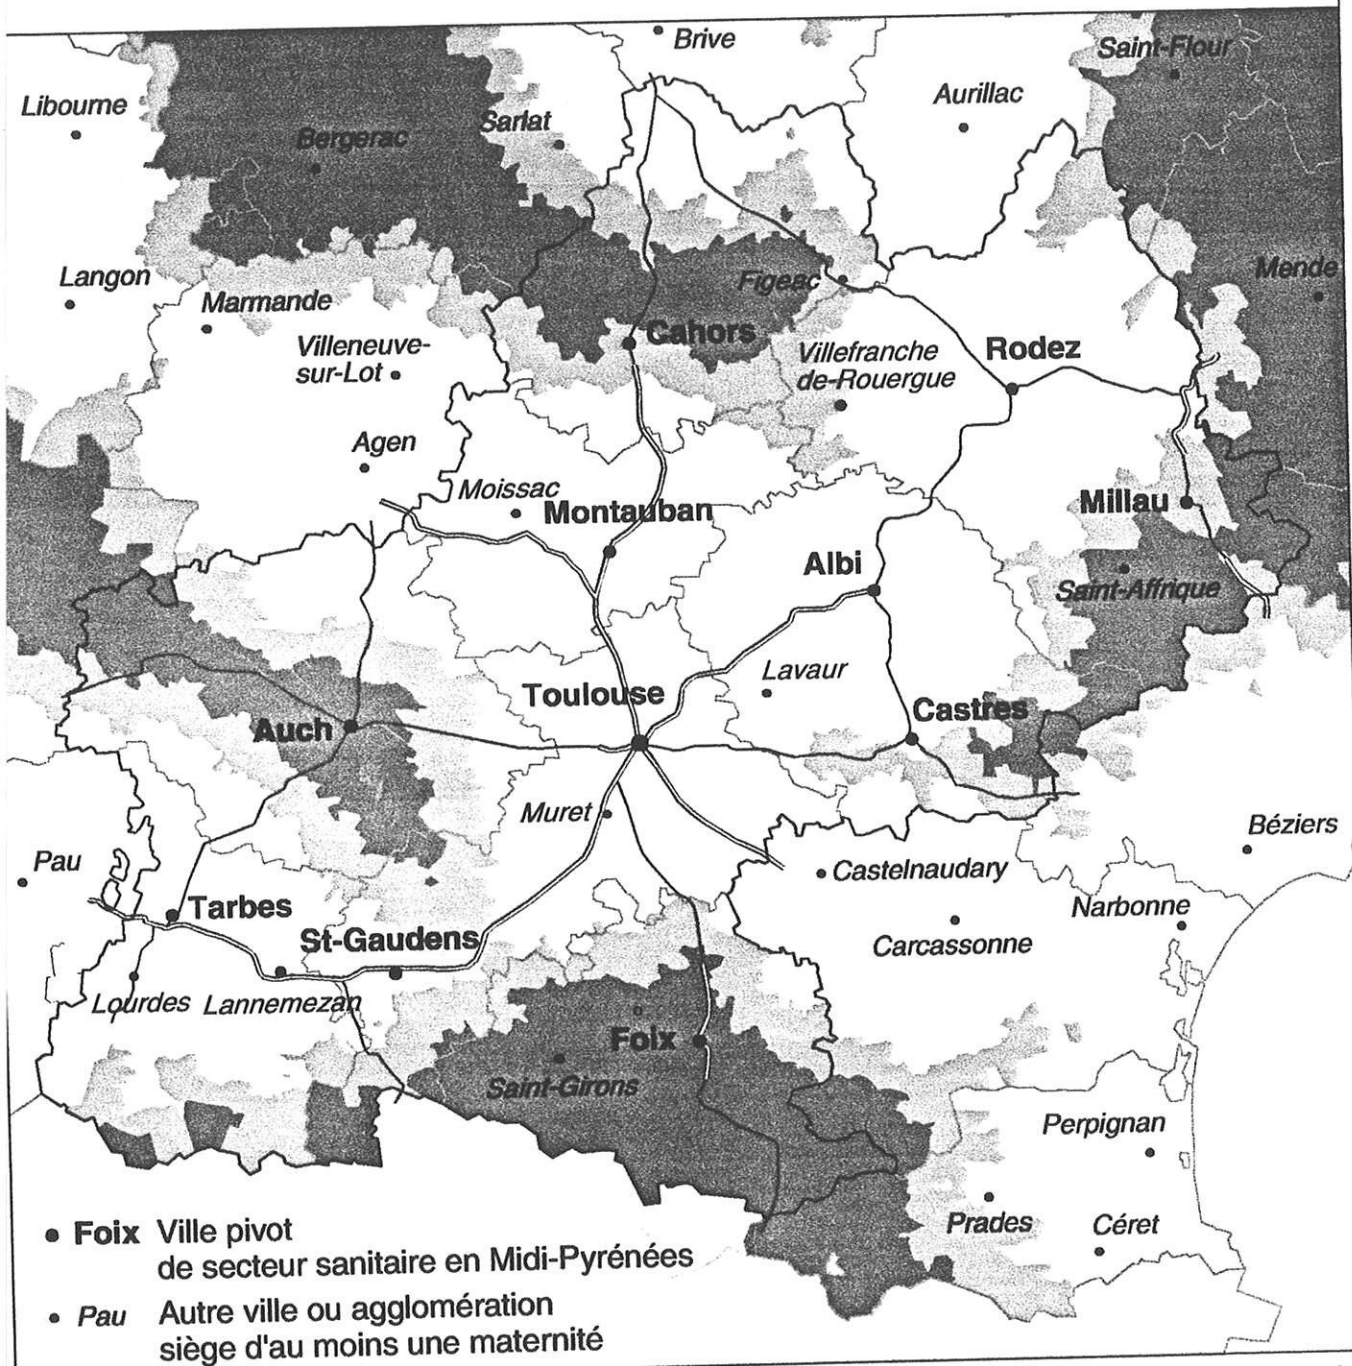 Brive
Saint-Flour
Libourne
Aurillac
Sarlat
Bergerac
Langon
Mende
Figeac
Marmande
Cahors
Villeneuve-
sur-Lot
Villefranche
de-Rouergue
Rodez
Agen
Moissac
Montauban
Millau
Albi
Saint-Affrique
Lavaur
Toulouse
Castres
Auch
Muret
Béziers
Pau
Castelnaudary
Tarbes
Narbonne
St-Gaudens
Carcassonne
Lourdes
Lannemezan
Foix
Saint-Girons
Perpignan
Prades
Céret
Foix Ville pivot
de secteur sanitaire en Midi-Pyrénées
Pau Autre ville ou agglomération
siège d'au moins une maternité